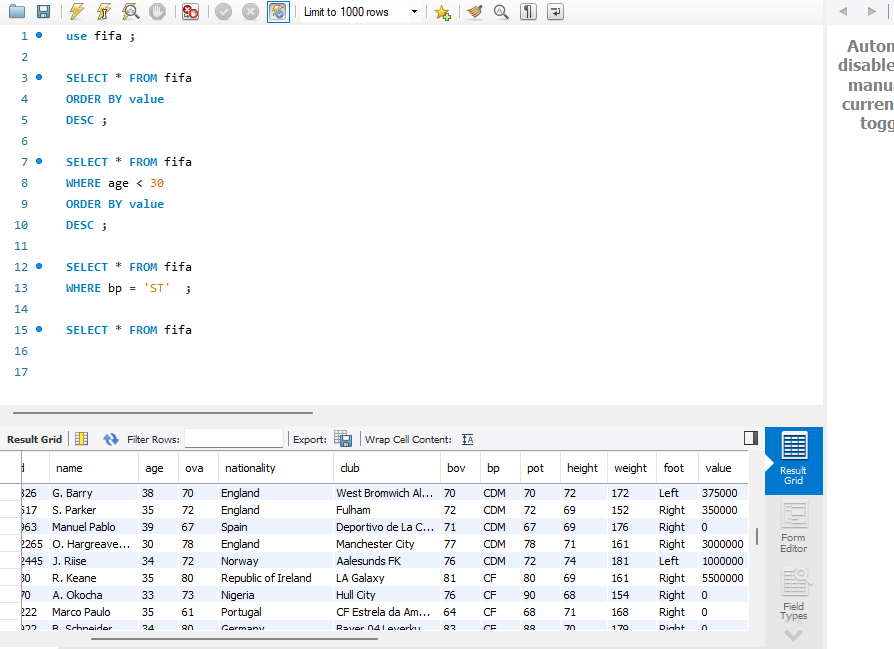 Limit to 1000 rows
1 use fifa ;
2
3 SELECT * FROM fifa
4 ORDER BY value
5 DESC ;
6
7 SELECT * FROM fifa
8 WHERE age < 30
9 ORDER BY value
10 DESC ;
11
12 SELECT * FROM fifa
13 WHERE bp = 'ST' ;
14
15 SELECT * FROM fifa
16
17
Autom
disable
manu
curren
togg
Result Grid Filter Rows: Export: Wrap Cell Content: IA
d name age ova nationality club bov bp pot height weight foot value
326 G. Barry 38 70 England West Bromwich Al... 70 CDM 70 72 172 Left 375000
517 S. Parker 35 72 England Fulham 72 CDM 72 69 152 Right 350000
963 Manuel Pablo 39 67 Spain Deportivo de La C... 71 CDM 67 69 176 Right 0
2265 O. Hargreave... 30 78 England Manchester City 77 CDM 78 71 161 Right 3000000
2445 J. Riise 34 72 Norway Aalesunds FK 76 CDM 72 74 181 Left 1000000
30 R. Keane 35 80 Republic of Ireland LA Galaxy 81 CF 80 69 161 Right 5500000
70 A. Okocha 33 73 Nigeria Hull City 76 CF 90 68 154 Right 0
222 Marco Paulo 35 61 Portugal CF Estrela da Am... 64 CF 68 71 168 Right 0
922 B. Schneider 34 80 Germany Bayer 04 Leverku... 83 CF 88 70 179 Right 0
Result
Grid
Form
Editor
Field
Types